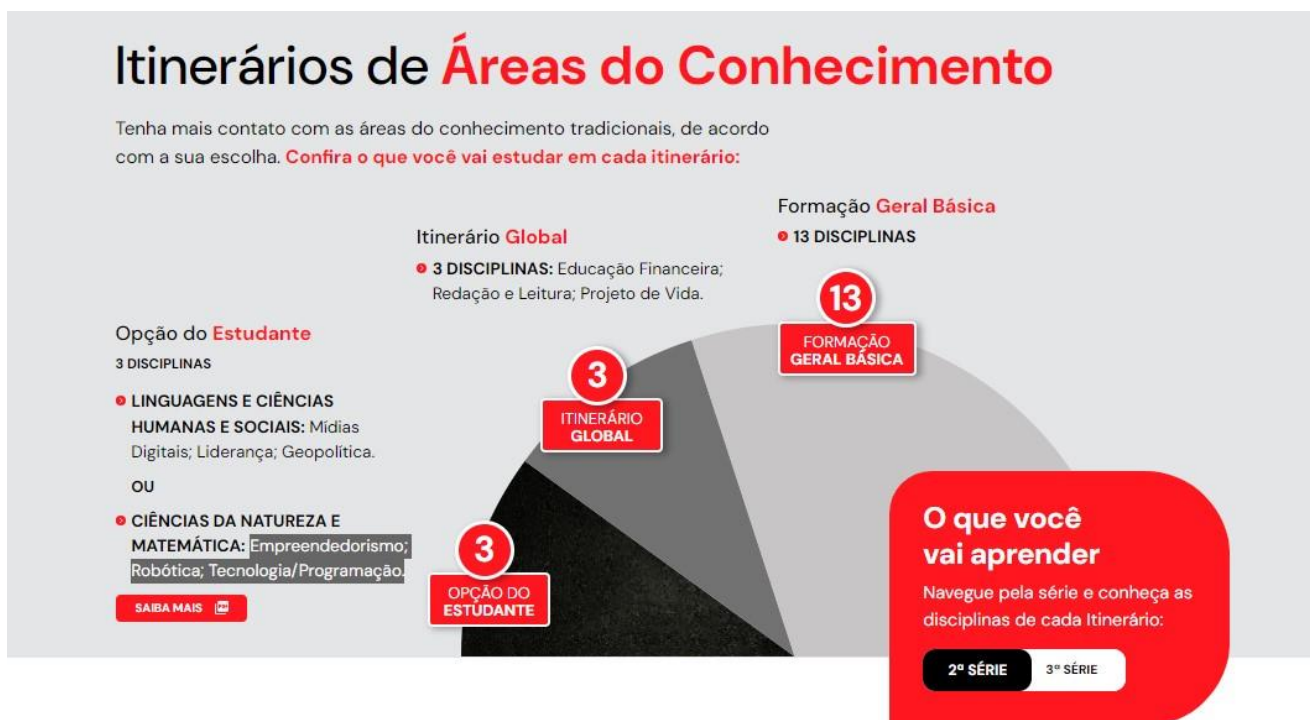 Itinerários de Áreas do Conhecimento
Tenha mais contato com as áreas do conhecimento tradicionais, de acordo
com a sua escolha. Confira o que você vai estudar em cada itinerário:
Formação Geral Básica
13 DISCIPLINAS
Itinerário Global
3 DISCIPLINAS: Educação Financeira;
Redação e Leitura; Projeto de Vida.
Opção do Estudante
3 DISCIPLINAS
LINGUAGENS E CIÊNCIAS
HUMANAS E SOCIAIS: Mídias
Digitais; Liderança; Geopolítica.
OU
CIÊNCIAS DA NATUREZA E
MATEMÁTICA: Empreendedorismo;
Robótica; Tecnologia/Programação.
SAIBA MAIS
3
OPÇÃO DO
ESTUDANTE
3
ITINERÁRIO
GLOBAL
13
FORMAÇÃO
GERAL BÁSICA
O que você
vai aprender
Navegue pela série e conheça as
disciplinas de cada Itinerário:
2ª SÉRIE
3ª SÉRIE